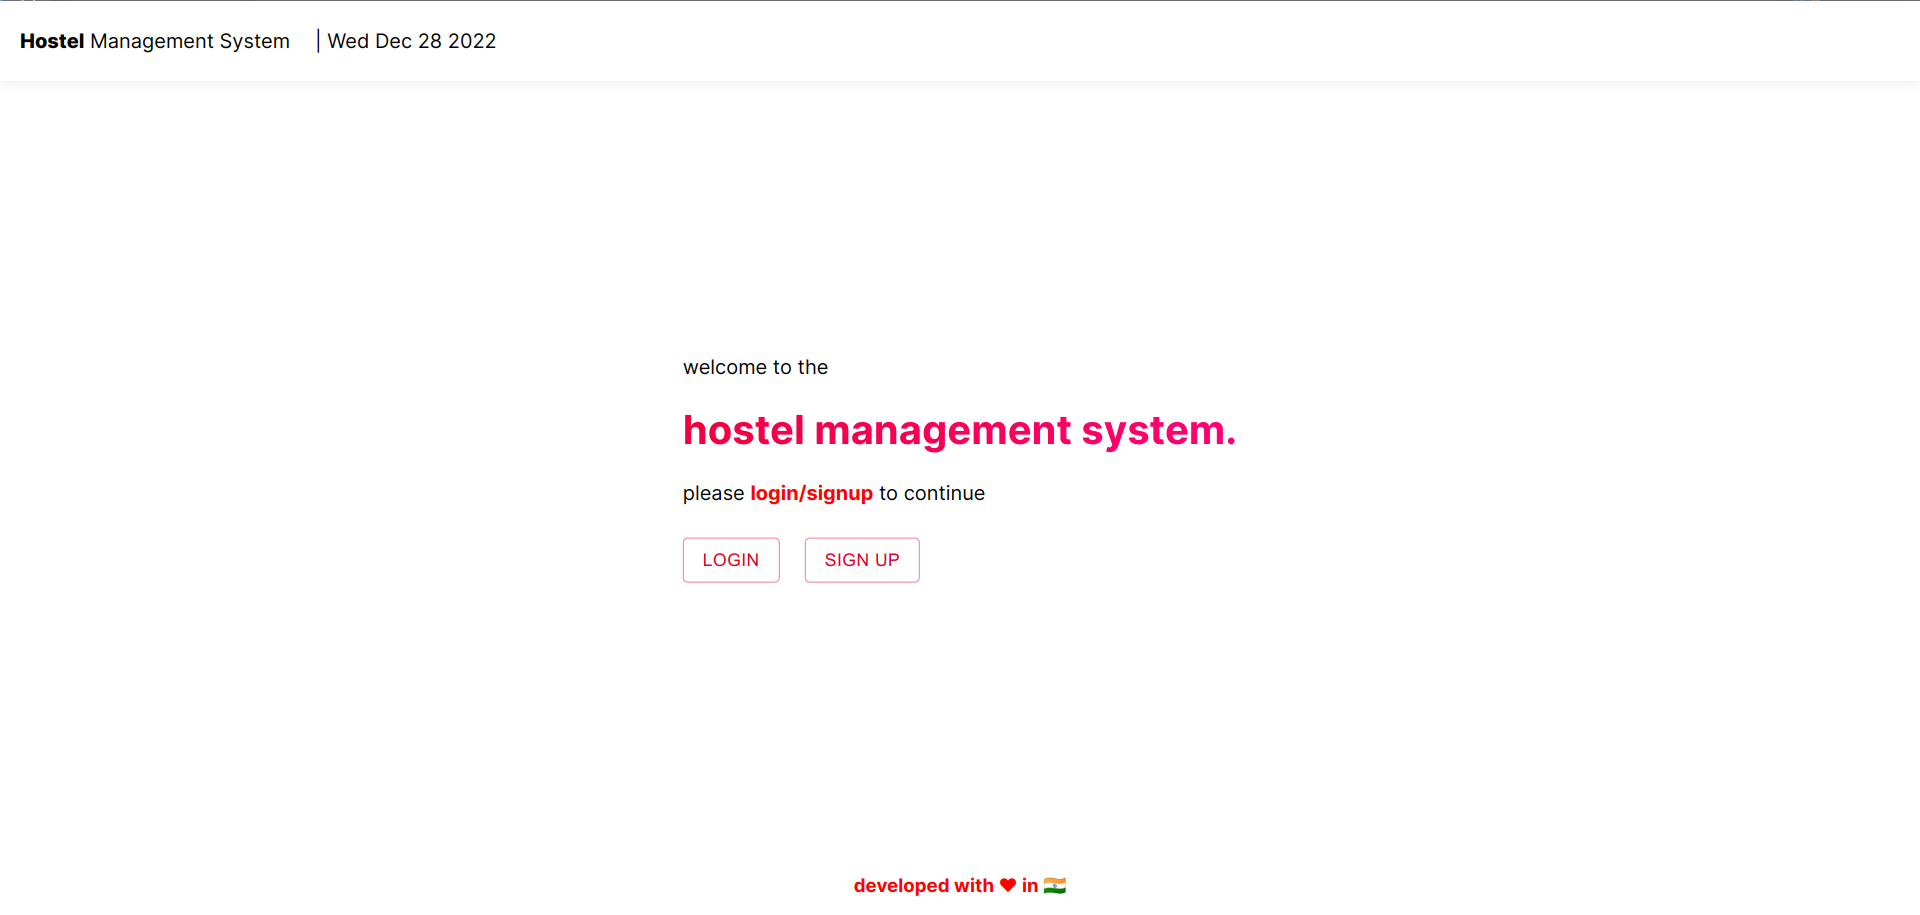 Hostel Management System | Wed Dec 28 2022
welcome to the
hostel management system.
please login/signup to continue
LOGIN SIGN UP
developed with ❤ in 🇮🇳